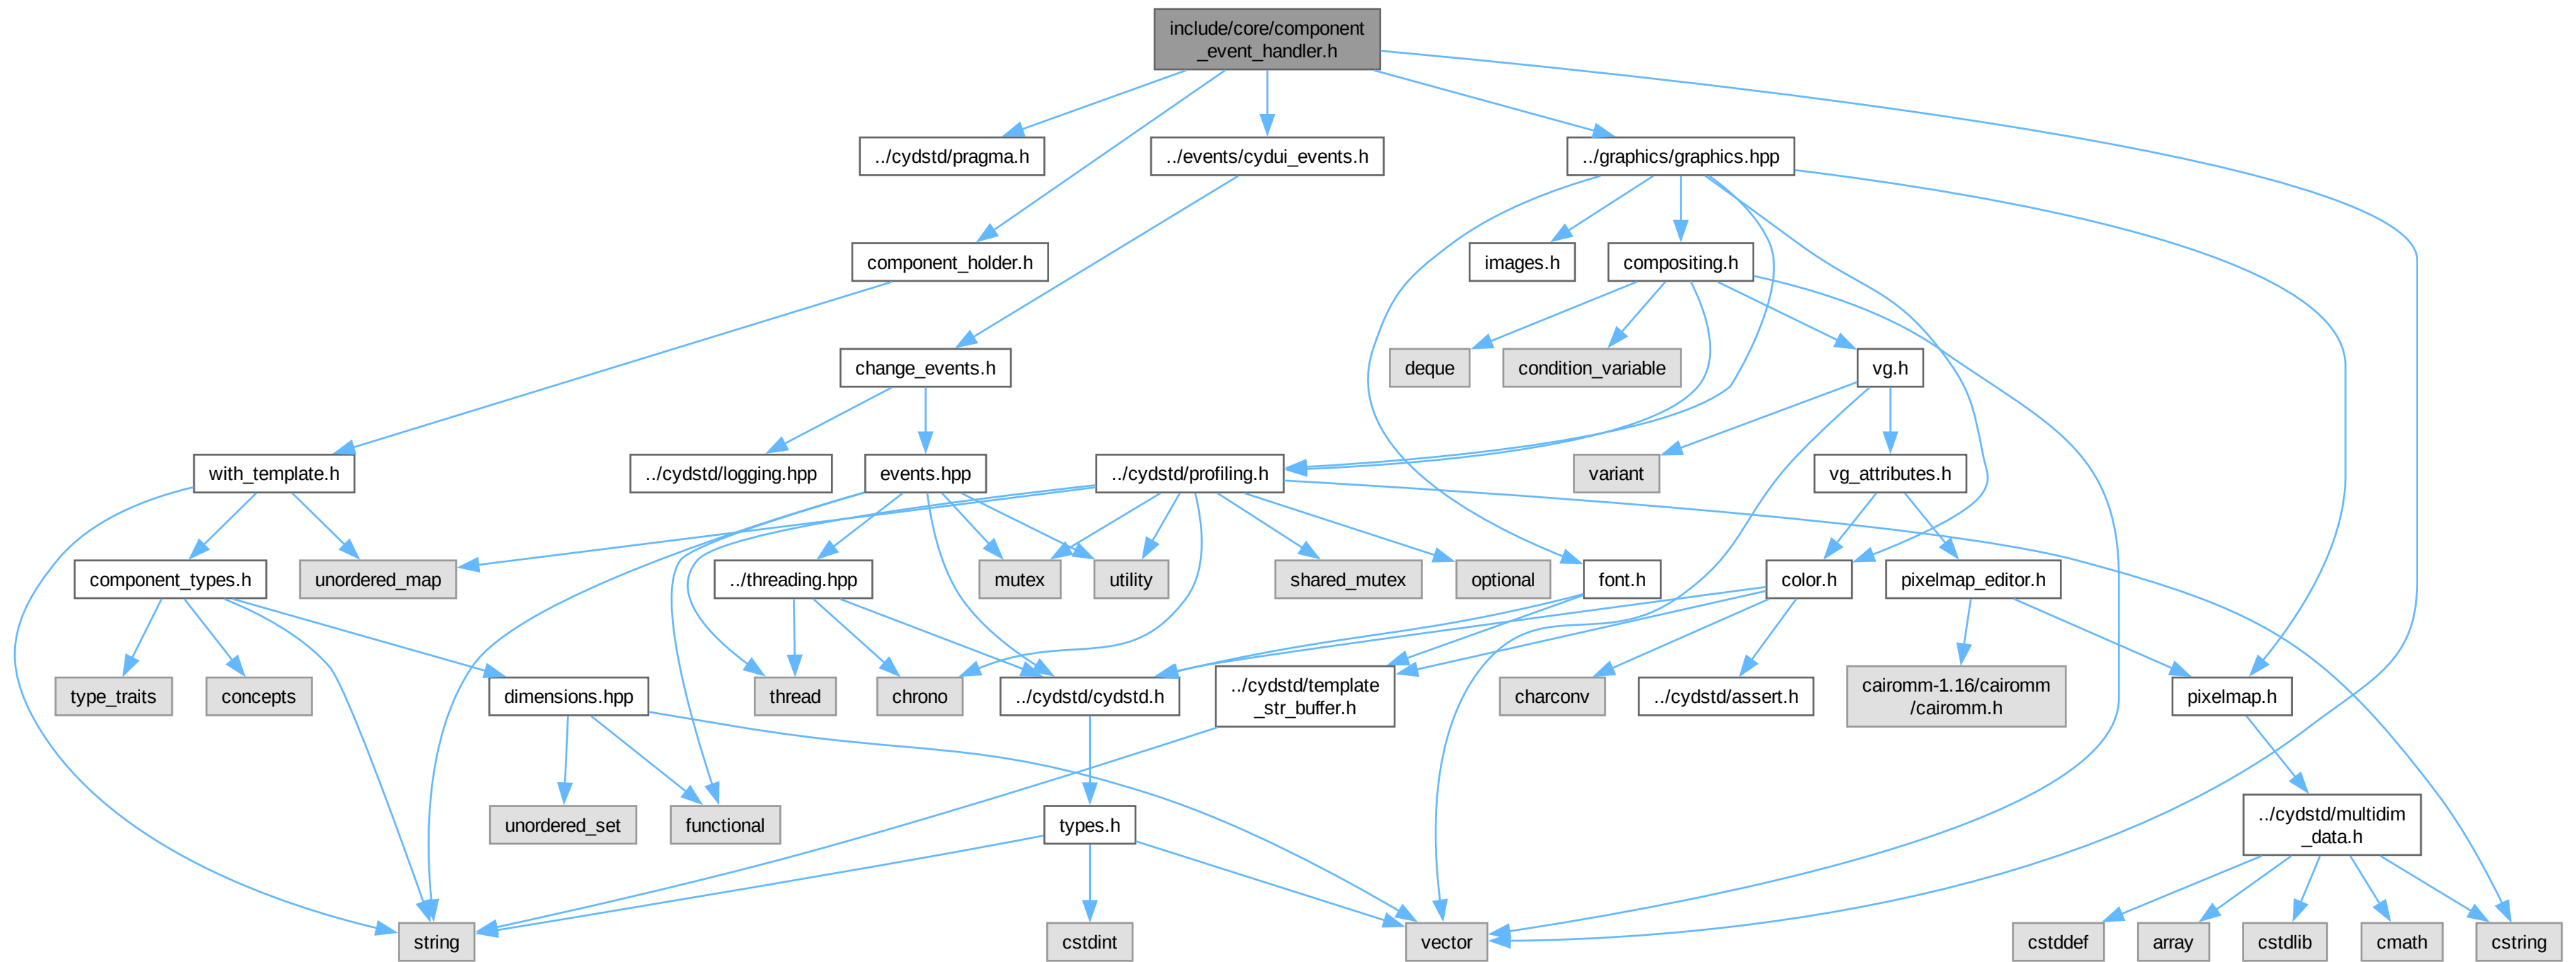 include/core/component
_event_handler.h
../cydstd/pragma.h
../events/cydui_events.h
../graphics/graphics.hpp
component_holder.h
images.h
compositing.h
change_events.h
deque
condition_variable
vg.h
with_template.h
../cydstd/logging.hpp
events.hpp
../cydstd/profiling.h
variant
vg_attributes.h
component_types.h
unordered_map
../threading.hpp
mutex
utility
shared_mutex
optional
font.h
color.h
pixelmap_editor.h
type_traits
concepts
dimensions.hpp
thread
chrono
../cydstd/cydstd.h
../cydstd/template
_str_buffer.h
charconv
../cydstd/assert.h
cairomm-1.16/cairomm
/cairomm.h
pixelmap.h
unordered_set
functional
types.h
../cydstd/multidim
_data.h
string
cstdint
vector
cstddef
array
cstdlib
cmath
cstring